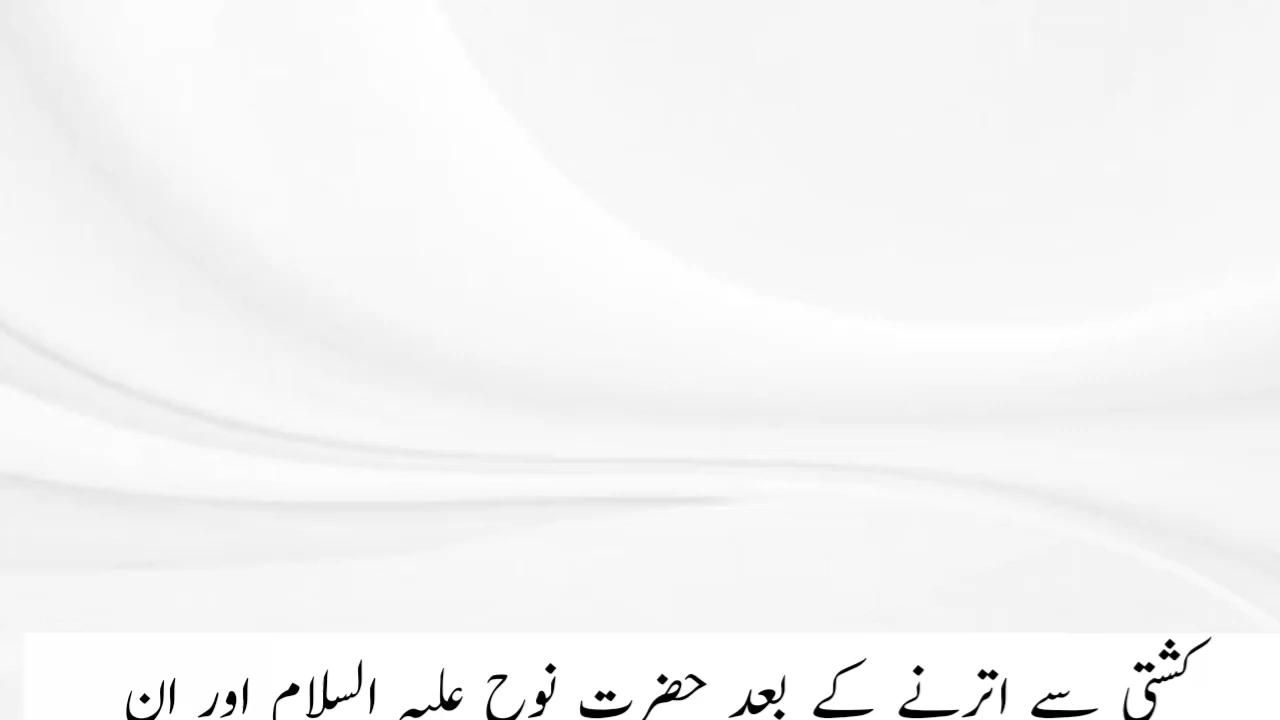 کشتی سے اترنے کے بعد حضرت نوح علیہ السلام اور ان